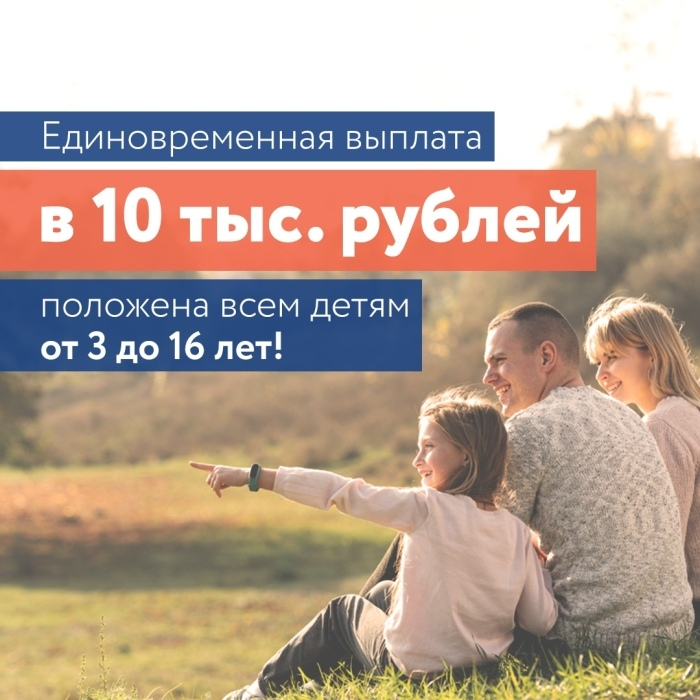 Единовременная выплата
в 10 тыс. рублей
положена всем детям
от 3 до 16 лет!